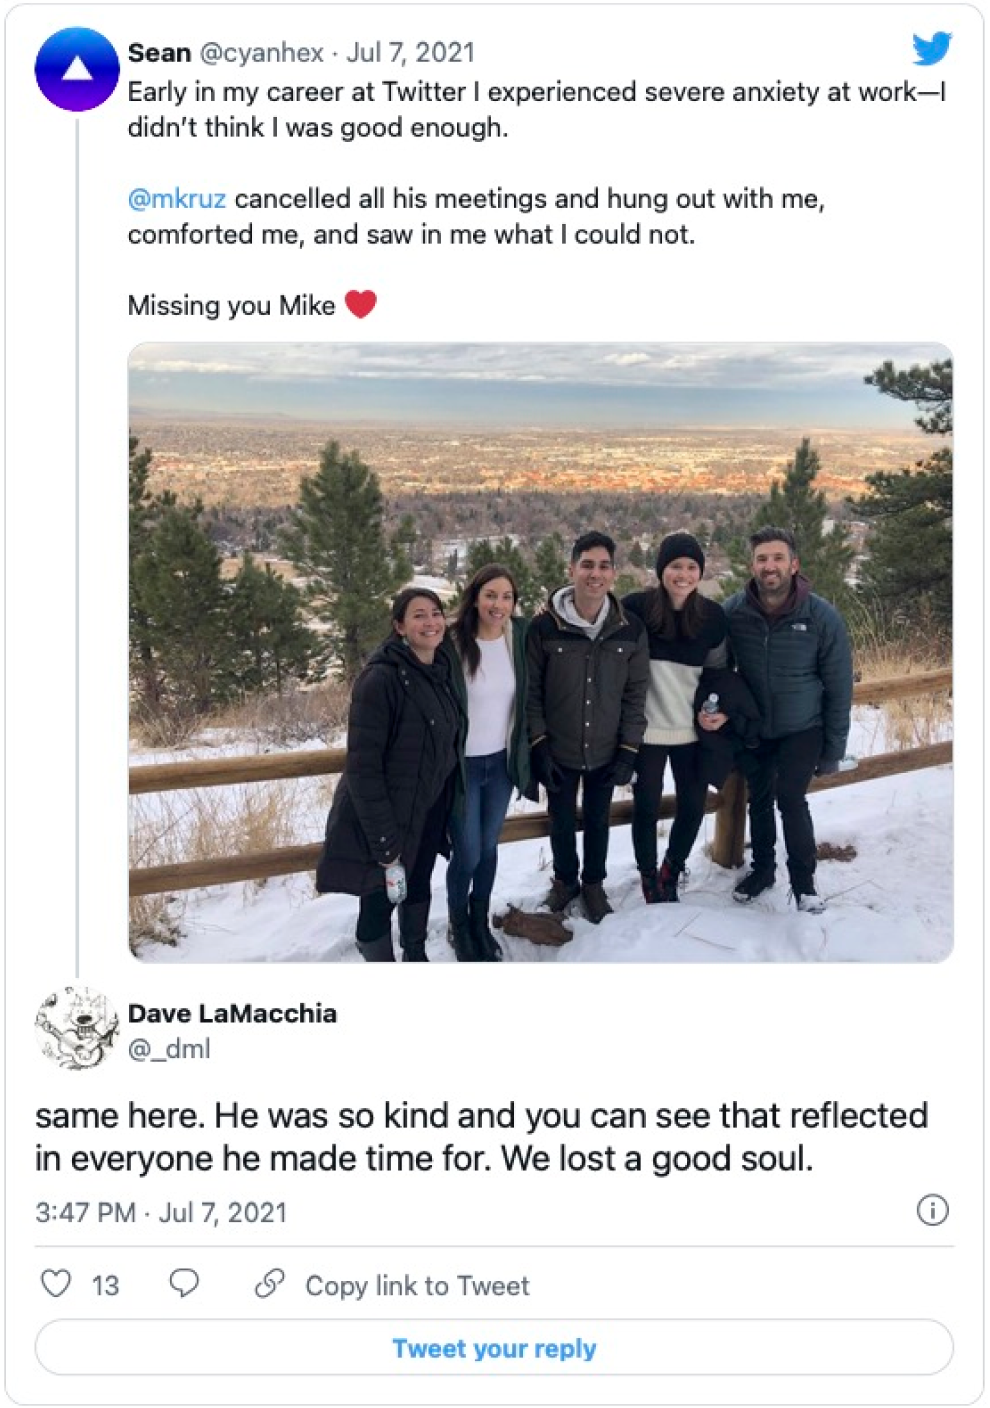 Sean @cyanhex · Jul 7, 2021
Early in my career at Twitter I experienced severe anxiety at work—I
didn’t think I was good enough.
@mkruz cancelled all his meetings and hung out with me,
comforted me, and saw in me what I could not.
Missing you Mike ❤️
Dave LaMacchia
@_dml
same here. He was so kind and you can see that reflected
in everyone he made time for. We lost a good soul.
3:47 PM · Jul 7, 2021
13
Copy link to Tweet
Tweet your reply